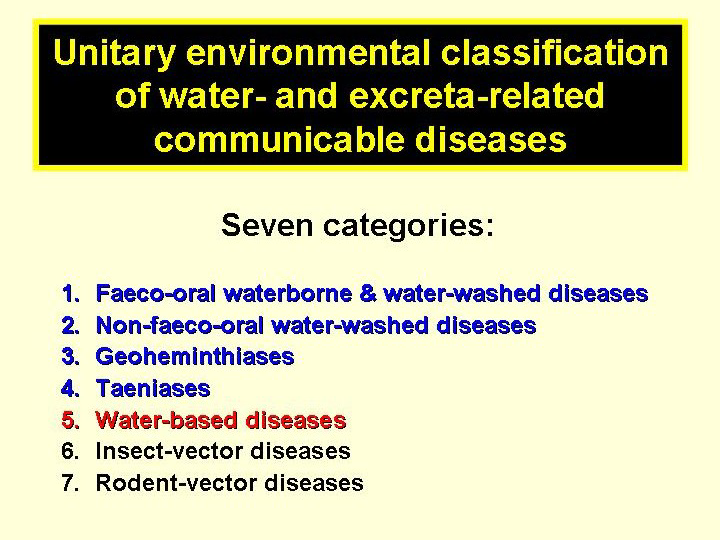 Unitary environmental classification
of water- and excreta-related
communicable diseases
Seven categories:
1. Faeco-oral waterborne & water-washed diseases
2. Non-faeco-oral water-washed diseases
3. Geoheminthiases
4. Taeniases
5. Water-based diseases
6. Insect-vector diseases
7. Rodent-vector diseases